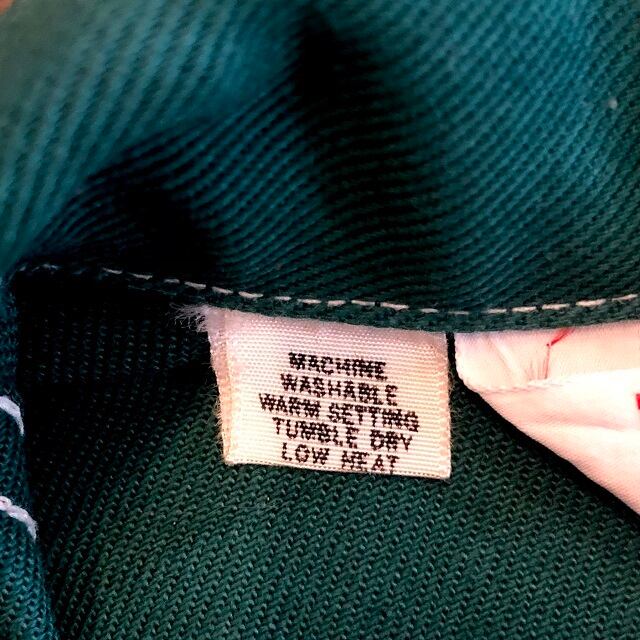 MACHINE
WASHABLE
WARM SETTING
TUMBLE DRY
LOW HEAT